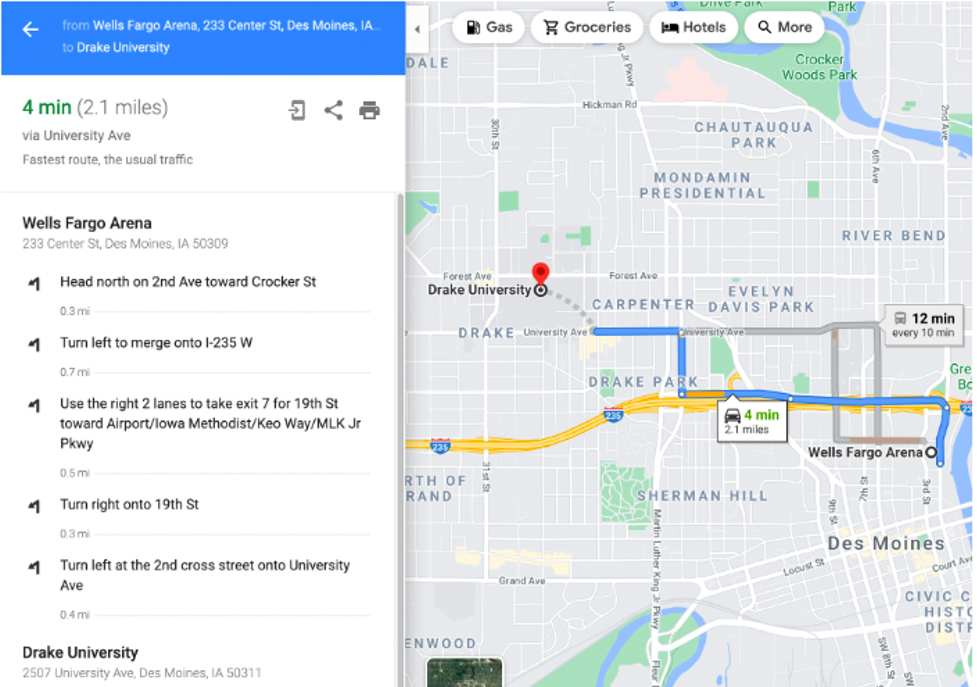 from Wells Fargo Arena, 233 Center St, Des Moines, IA...
to Drake University
4 min (2.1 miles)
via University Ave
Fastest route, the usual traffic
Wells Fargo Arena
233 Center St, Des Moines, IA 50309
Head north on 2nd Ave toward Crocker St
0.3 mi
Turn left to merge onto I-235 W
0.7 mi
Use the right 2 lanes to take exit 7 for 19th St
toward Airport/Iowa Methodist/Keo Way/MLK Jr
Pkwy
0.5 mi
Turn right onto 19th St
0.3 mi
Turn left at the 2nd cross street onto University
Ave
0.4 mi
Drake University
2507 University Ave, Des Moines, IA 50311
Gas
Groceries
Hotels
More
Park
Park
DALE
Crocker
Woods Park
Hickman Rd
30th St
2nd Ave
6th Ave
CHAUTAUQUA
PARK
MONDAMIN
PRESIDENTIAL
RIVER BEND
Forest Ave
Forest Ave
Drake University
EVELYN
DAVIS PARK
CARPENTER
12 min
every 10 min
DRAKE
University Ave
University Ave
DRAKE PARK
235
235
4 min
2.1 miles
Wells Fargo Arena
31st St
SHERMAN HILL
9th St
7th St
3rd St
Des Moines
Martin Luther King Jr Pkwy
Locust St
Court Ave
Grand Ave
CIVIC C
HISTO
DISTR
ENWOOD
SW 8th St
SW
Fleur